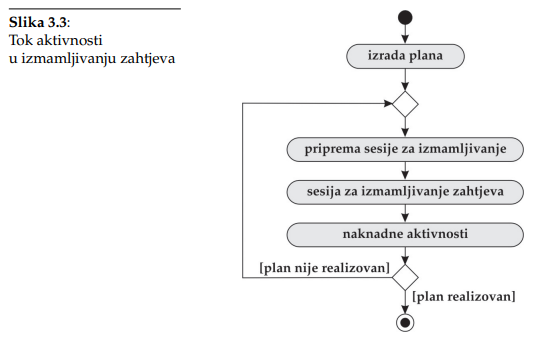 Slika 3.3:
Tok aktivnosti
u izmamljivanju zahtjeva
izrada plana
priprema sesije za izmamljivanje
sesija za izmamljivanje zahtjeva
naknadne aktivnosti
[plan nije realizovan]
[plan realizovan]